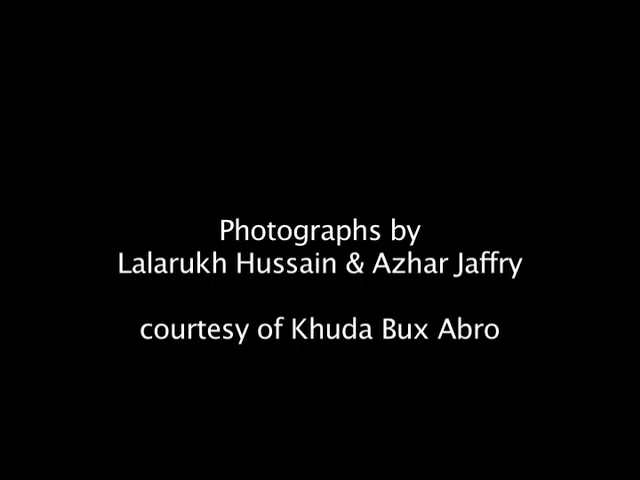 Photographs by
Lalarukh Hussain & Azhar Jaffry
courtesy of Khuda Bux Abro